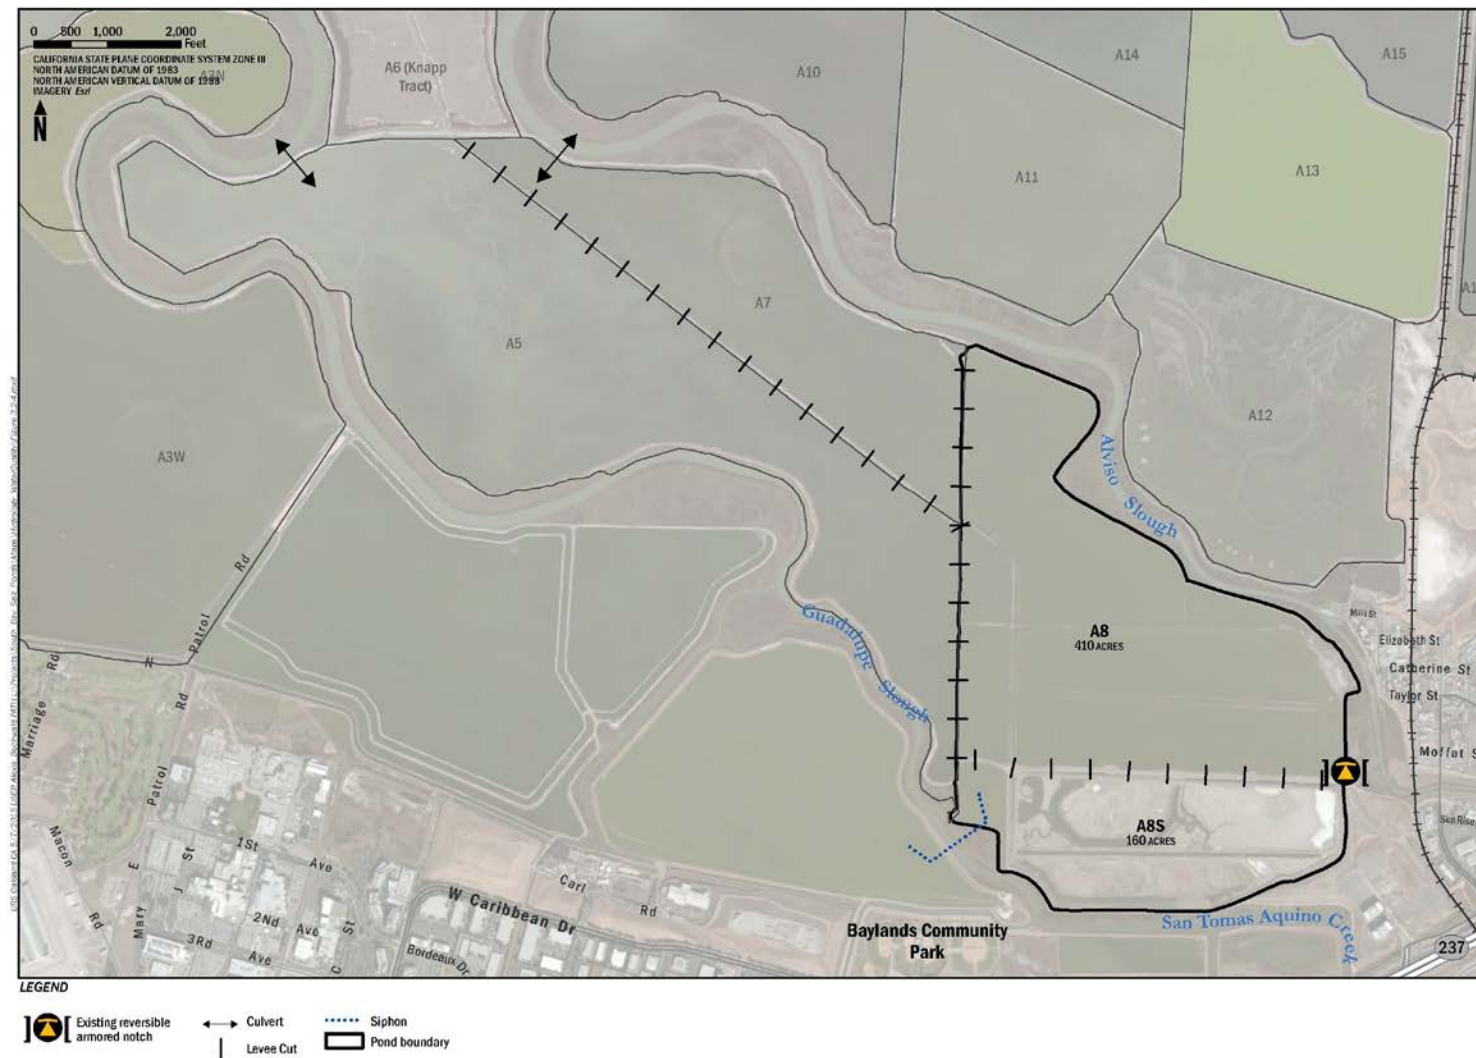 0 500 1,000 2,000
Feet
CALIFORNIA STATE PLANE COORDINATE SYSTEM ZONE III
NORTH AMERICAN DATUM OF 1983
NORTH AMERICAN VERTICAL DATUM OF 1988
IMAGERY Esri
N
A3N
A6 (Knapp
Tract)
A10
A14
A15
A11
A13
A7
A5
A12
A3W
Alviso Slough
Guadalupe Slough
A8
410 ACRES
A8S
160 ACRES
Mills St
Elizabeth St
Catherine St
Taylor St
Moffat S
Patrol Rd
N
Marriage Rd
Patrol Rd
Macon Rd
Mary
E
J St
1St Ave
2Nd Ave
3Rd Ave
C St
W Caribbean Dr
Bordeaux Dr
Carl Rd
Baylands Community
Park
San Tomas Aquino Creek
237
LEGEND
Existing reversible
armored notch
Culvert
Levee Cut
Siphon
Pond boundary